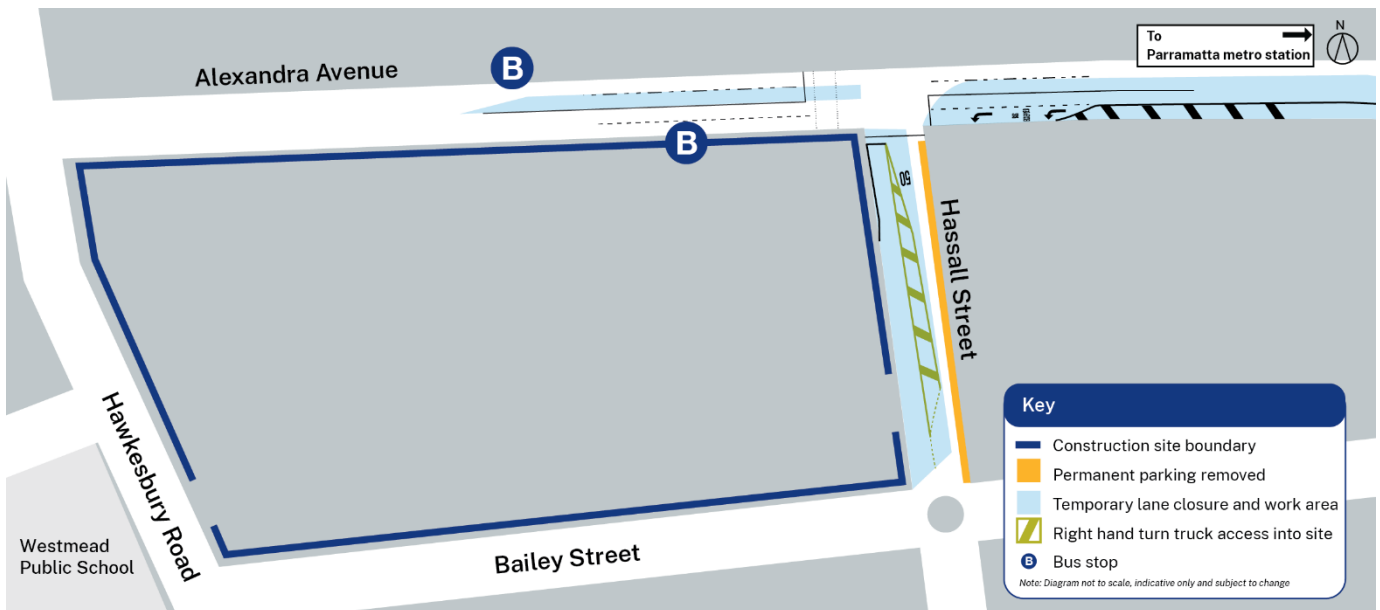 To
Parramatta metro station
N
Alexandra Avenue
B
B
50
Hassall Street
Hawkesbury Road
Westmead
Public School
Bailey Street
Key
Construction site boundary
Permanent parking removed
Temporary lane closure and work area
Right hand turn truck access into site
B Bus stop
Note: Diagram not to scale, indicative only and subject to change